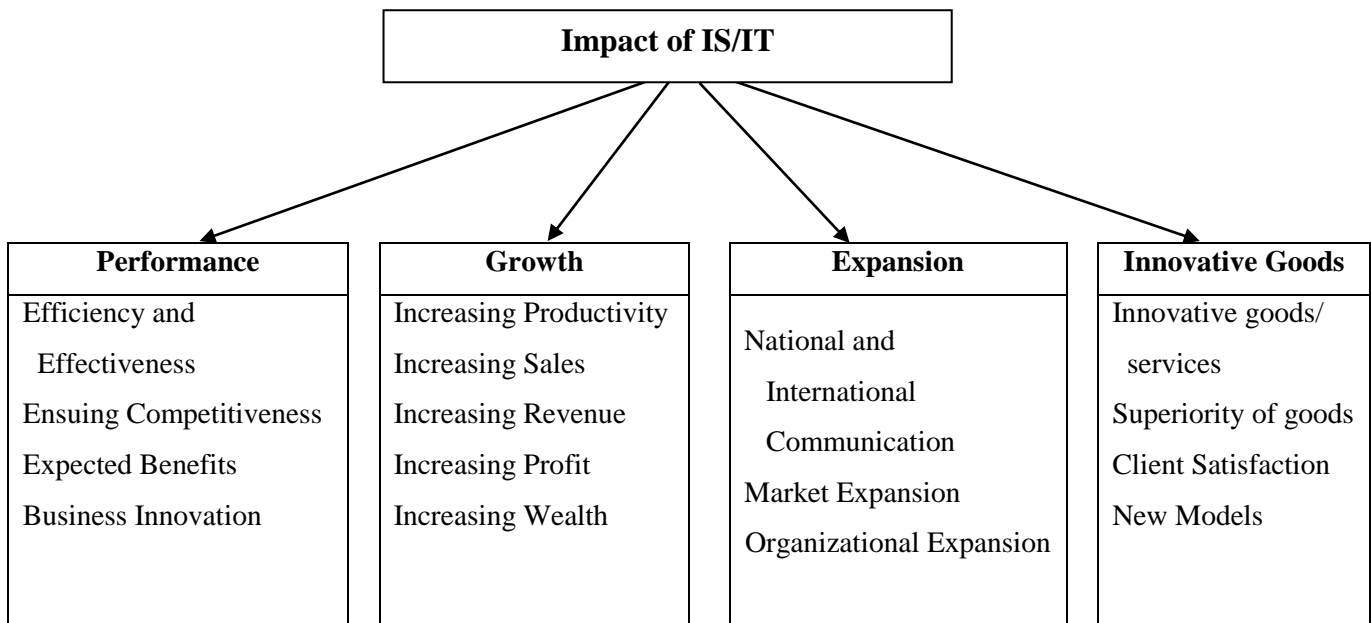 Impact of IS/IT
Performance
Efficiency and
Effectiveness
Ensuing Competitiveness
Expected Benefits
Business Innovation
Growth
Increasing Productivity
Increasing Sales
Increasing Revenue
Increasing Profit
Increasing Wealth
Expansion
National and
International
Communication
Market Expansion
Organizational Expansion
Innovative Goods
Innovative goods/
services
Superiority of goods
Client Satisfaction
New Models